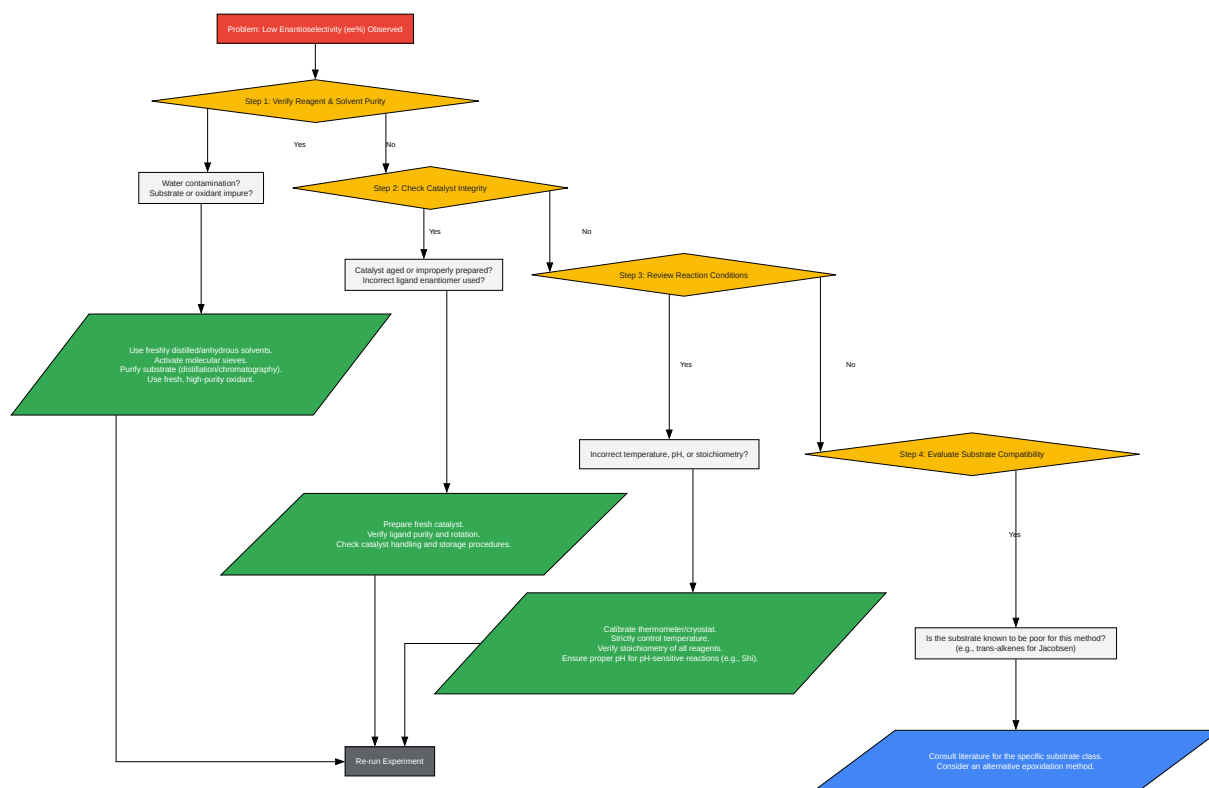 Problem: Low Enantioselectivity (ee%) Observed
Step 1: Verify Reagent & Solvent Purity
Yes
No
Water contamination?
Substrate or oxidant impure?
Step 2: Check Catalyst Integrity
Yes
No
Catalyst aged or improperly prepared?
Incorrect ligand enantiomer used?
Step 3: Review Reaction Conditions
Use freshly distilled/anhydrous solvents.
Activate molecular sieves.
Purify substrate (distillation/chromatography).
Use fresh, high-purity oxidant.
Yes
No
Incorrect temperature, pH, or stoichiometry?
Step 4: Evaluate Substrate Compatibility
Prepare fresh catalyst.
Verify ligand purity and rotation.
Check catalyst handling and storage procedures.
Yes
Calibrate thermometer/cryostat.
Strictly control temperature.
Verify stoichiometry of all reagents.
Ensure proper pH for pH-sensitive reactions (e.g., Shi).
Is the substrate known to be poor for this method?
(e.g., trans-alkenes for Jacobsen)
Re-run Experiment
Consult literature for the specific substrate class.
Consider an alternative epoxidation method.